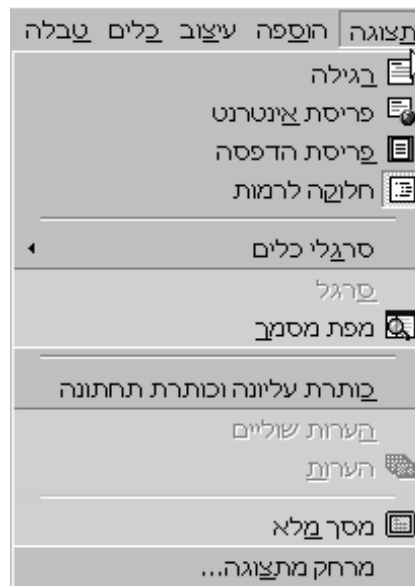 תצוגה הוספה עיצוב כלים טבלה
רגילה
פריסת אינטרנט
פריסת הדפסה
חלוקה לרמות
סרגלי כלים
סרגל
מפת מסמך
כותרת עליונה וכותרת תחתונה
הערות שוליים
הערות
מסך מלא
מרחק מתצוגה...